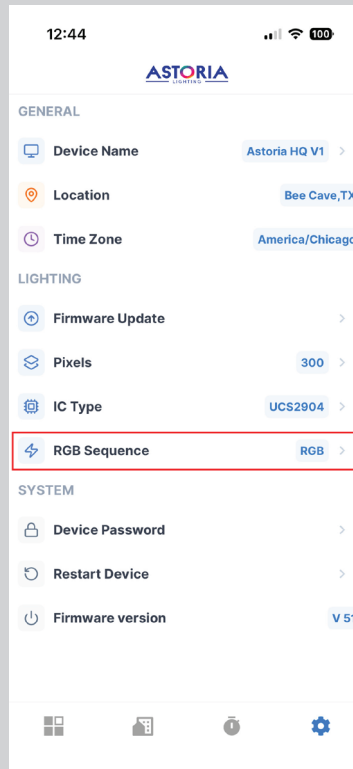 12:44
100
ASTORIA
LIGHTING
GENERAL
Device Name Astoria HQ V1
Location Bee Cave,TX
Time Zone America/Chicago
LIGHTING
Firmware Update
Pixels 300
IC Type UCS2904
RGB Sequence RGB
SYSTEM
Device Password
Restart Device
Firmware version V 51